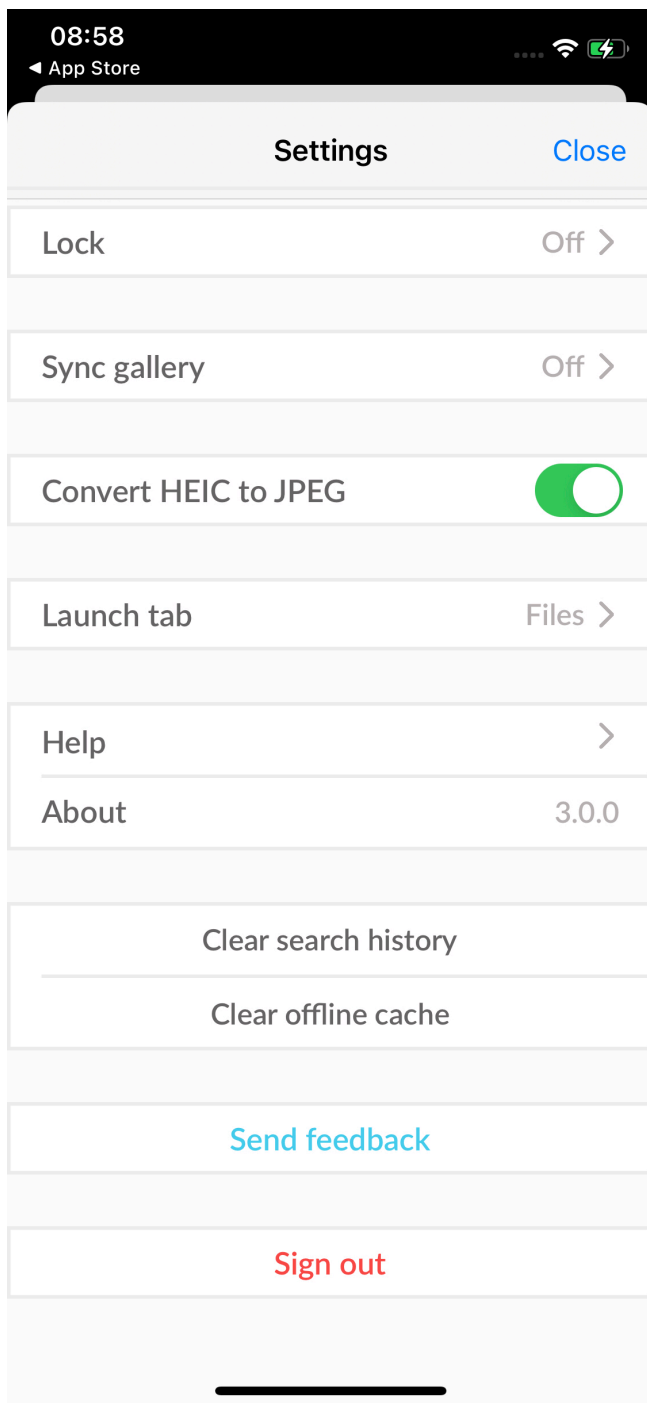 08:58
◀ App Store
Settings
Close
Lock
Off
Sync gallery
Off
Convert HEIC to JPEG
Launch tab
Files
Help
About
3.0.0
Clear search history
Clear offline cache
Send feedback
Sign out